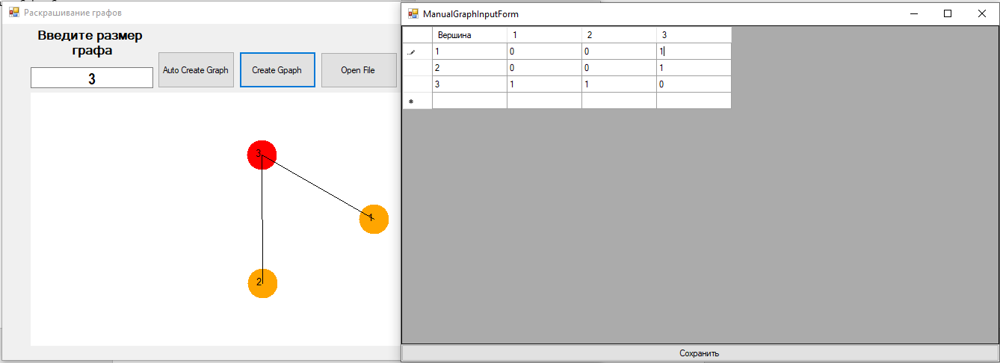 Раскрашивание графов
Введите размер
графа
3
Auto Create Graph
Create Gpaph
Open File
3
1
2
ManualGraphInputForm
Вершина 1 2 3
1 0 0 1
2 0 0 1
3 1 1 0
Сохранить